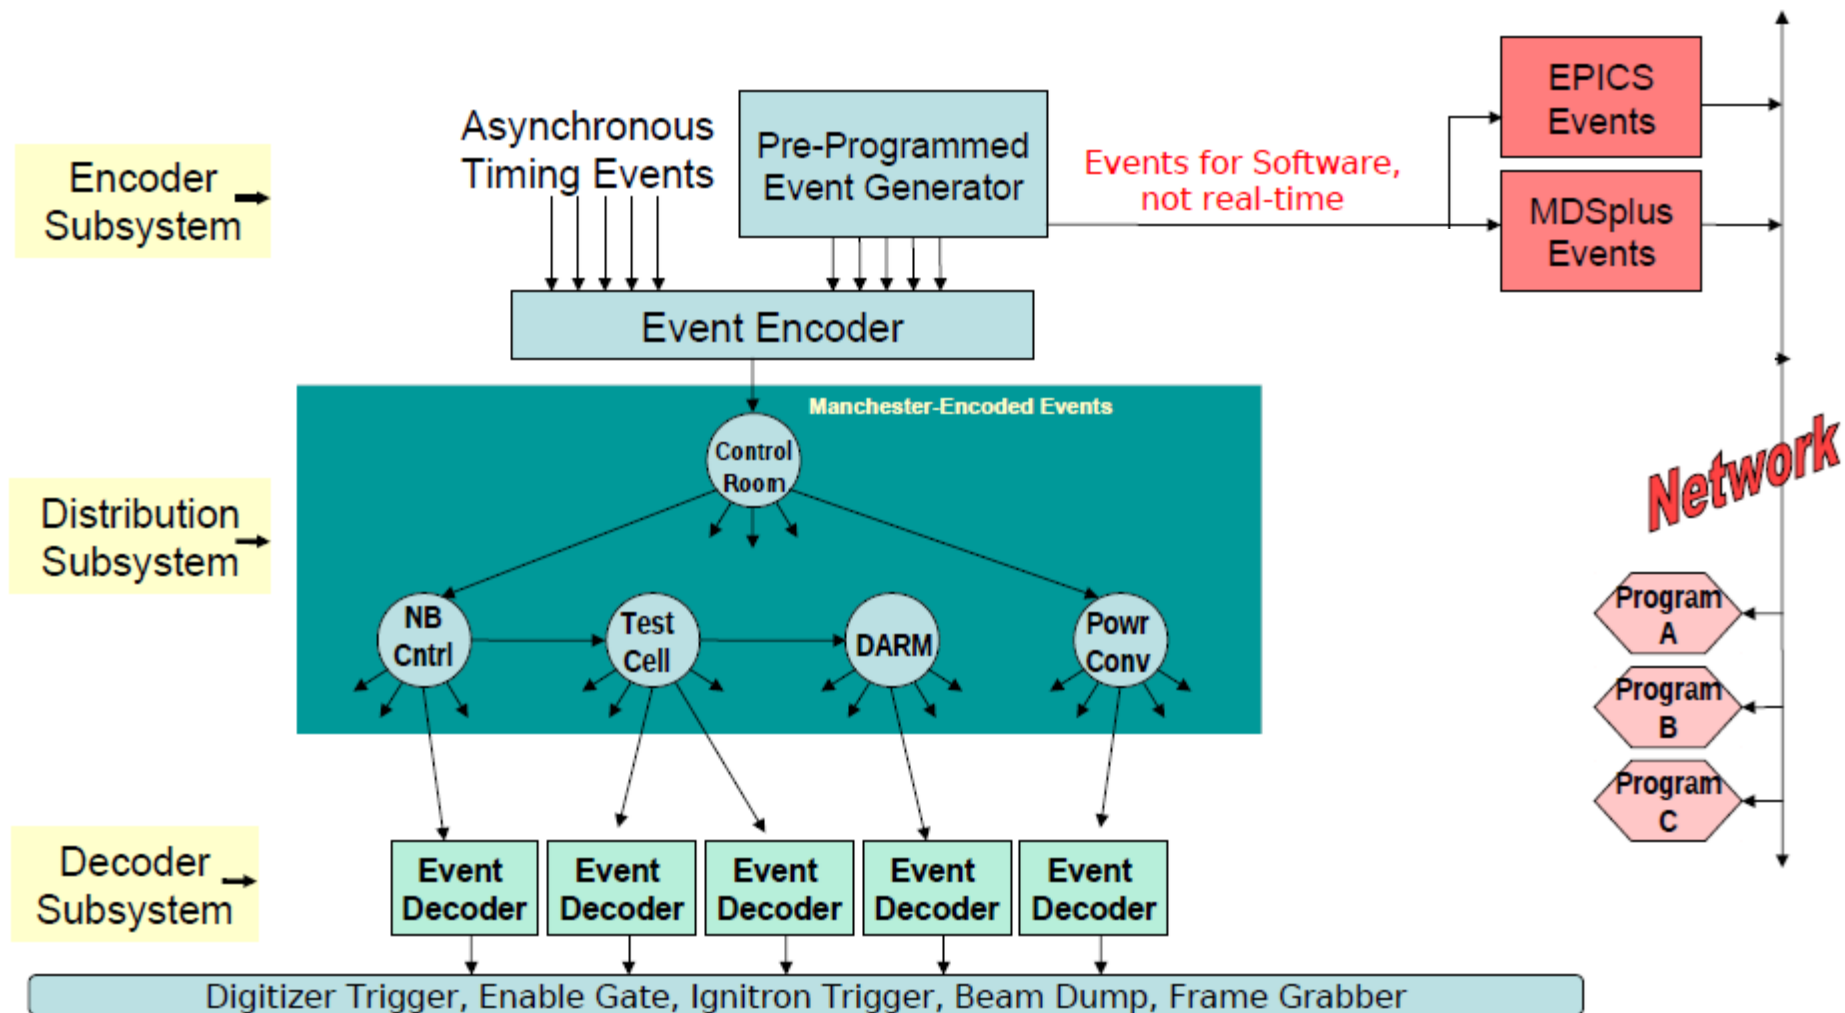 Encoder
Subsystem
Asynchronous
Timing Events
Pre-Programmed
Event Generator
Events for Software,
not real-time
EPICS
Events
MDSplus
Events
Event Encoder
Manchester-Encoded Events
Distribution
Subsystem
Control
Room
NB
Cntrl
Test
Cell
DARM
Powr
Conv
Network
Program
A
Program
B
Program
C
Decoder
Subsystem
Event
Decoder
Event
Decoder
Event
Decoder
Event
Decoder
Event
Decoder
Digitizer Trigger, Enable Gate, Ignitron Trigger, Beam Dump, Frame Grabber